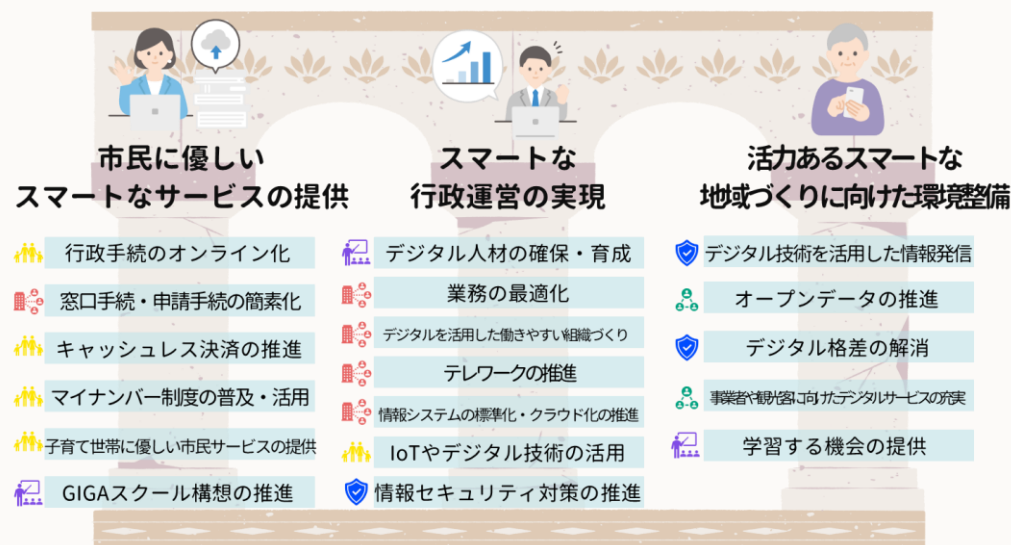 市民に優しい
スマートなサービスの提供
行政手続のオンライン化
窓口手続・申請手続の簡素化
キャッシュレス決済の推進
マイナンバー制度の普及・活用
子育て世帯に優しい市民サービスの提供
GIGAスクール構想の推進
スマートな
行政運営の実現
デジタル人材の確保・育成
業務の最適化
デジタルを活用した働きやすい組織づくり
テレワークの推進
情報システムの標準化・クラウド化の推進
IoTやデジタル技術の活用
情報セキュリティ対策の推進
活力あるスマートな
地域づくりに向けた環境整備
デジタル技術を活用した情報発信
オープンデータの推進
デジタル格差の解消
事業者や観光客に向けたデジタルサービスの充実
学習する機会の提供